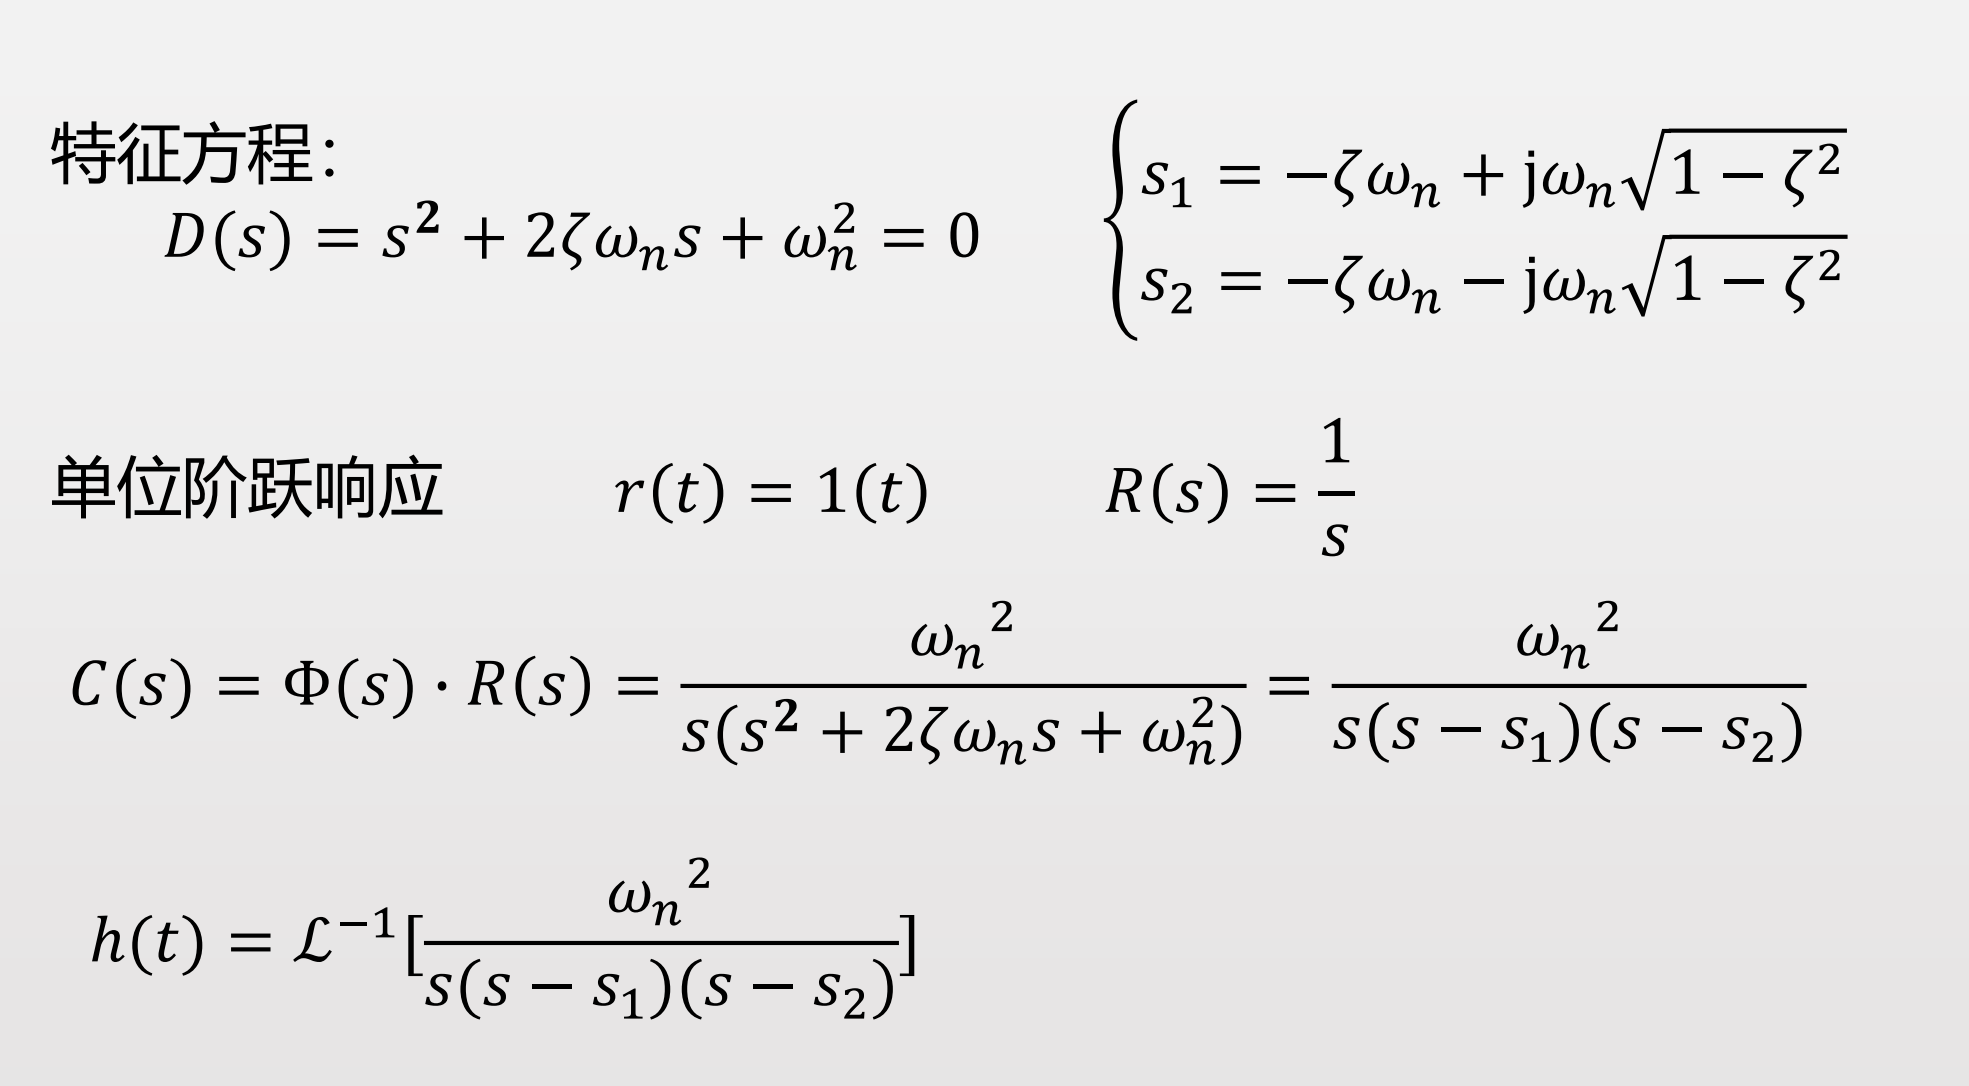 特征方程：
D(s) = s² + 2ζωₙs + ωₙ² = 0
s₁ = −ζωₙ + jωₙ√(1 − ζ²)
s₂ = −ζωₙ − jωₙ√(1 − ζ²)
单位阶跃响应 r(t) = 1(t) R(s) = 1/s
C(s) = Φ(s) · R(s) = ωₙ²/(s(s² + 2ζωₙs + ωₙ²)) = ωₙ²/(s(s − s₁)(s − s₂))
h(t) = ℒ⁻¹[ωₙ²/(s(s − s₁)(s − s₂))]